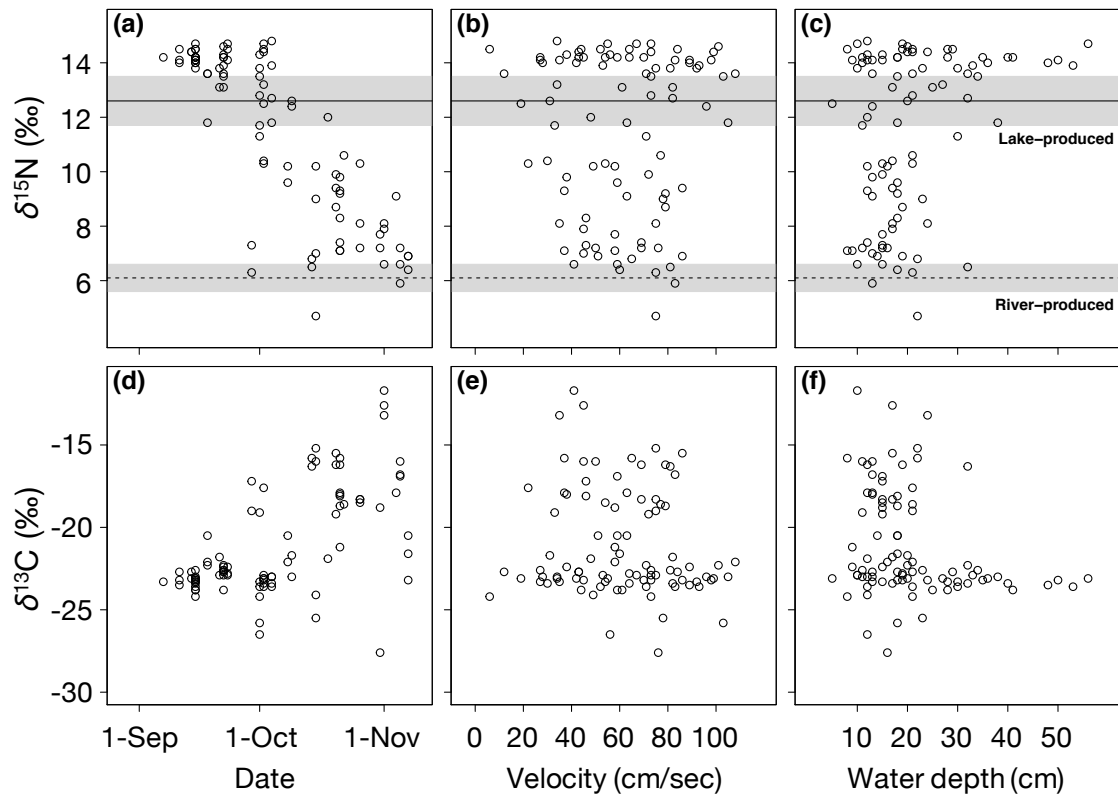 (a) (b) (c)
14
12
10
8
6
δ¹⁵N (‰)
Lake–produced
River–produced
(d) (e) (f)
-15
-20
-25
-30
δ¹³C (‰)
1-Sep 1-Oct 1-Nov
0 20 40 60 80 100
10 20 30 40 50
Date Velocity (cm/sec) Water depth (cm)